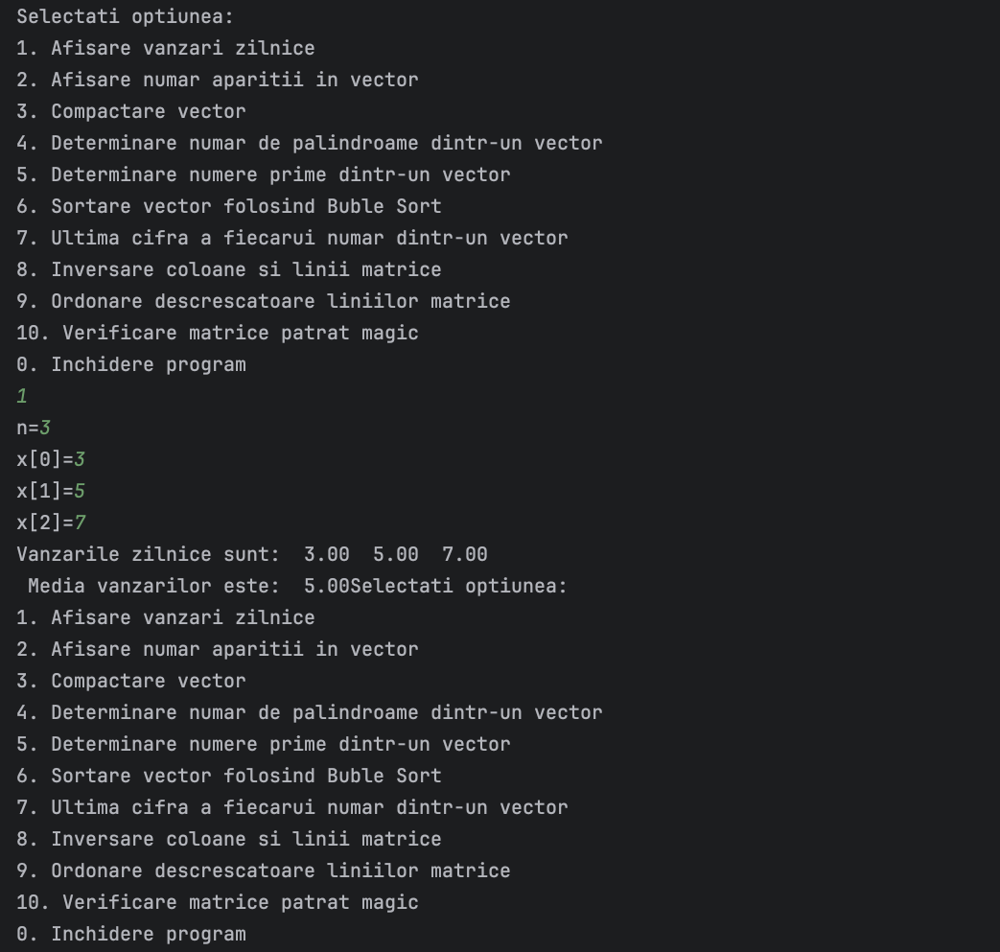 Selectati optiunea:
1. Afisare vanzari zilnice
2. Afisare numar aparitii in vector
3. Compactare vector
4. Determinare numar de palindroame dintr-un vector
5. Determinare numere prime dintr-un vector
6. Sortare vector folosind Buble Sort
7. Ultima cifra a fiecarui numar dintr-un vector
8. Inversare coloane si linii matrice
9. Ordonare descrescatoare liniilor matrice
10. Verificare matrice patrat magic
0. Inchidere program
1
n=3
x[0]=3
x[1]=5
x[2]=7
Vanzarile zilnice sunt:  3.00  5.00  7.00
 Media vanzarilor este:  5.00Selectati optiunea:
1. Afisare vanzari zilnice
2. Afisare numar aparitii in vector
3. Compactare vector
4. Determinare numar de palindroame dintr-un vector
5. Determinare numere prime dintr-un vector
6. Sortare vector folosind Buble Sort
7. Ultima cifra a fiecarui numar dintr-un vector
8. Inversare coloane si linii matrice
9. Ordonare descrescatoare liniilor matrice
10. Verificare matrice patrat magic
0. Inchidere program